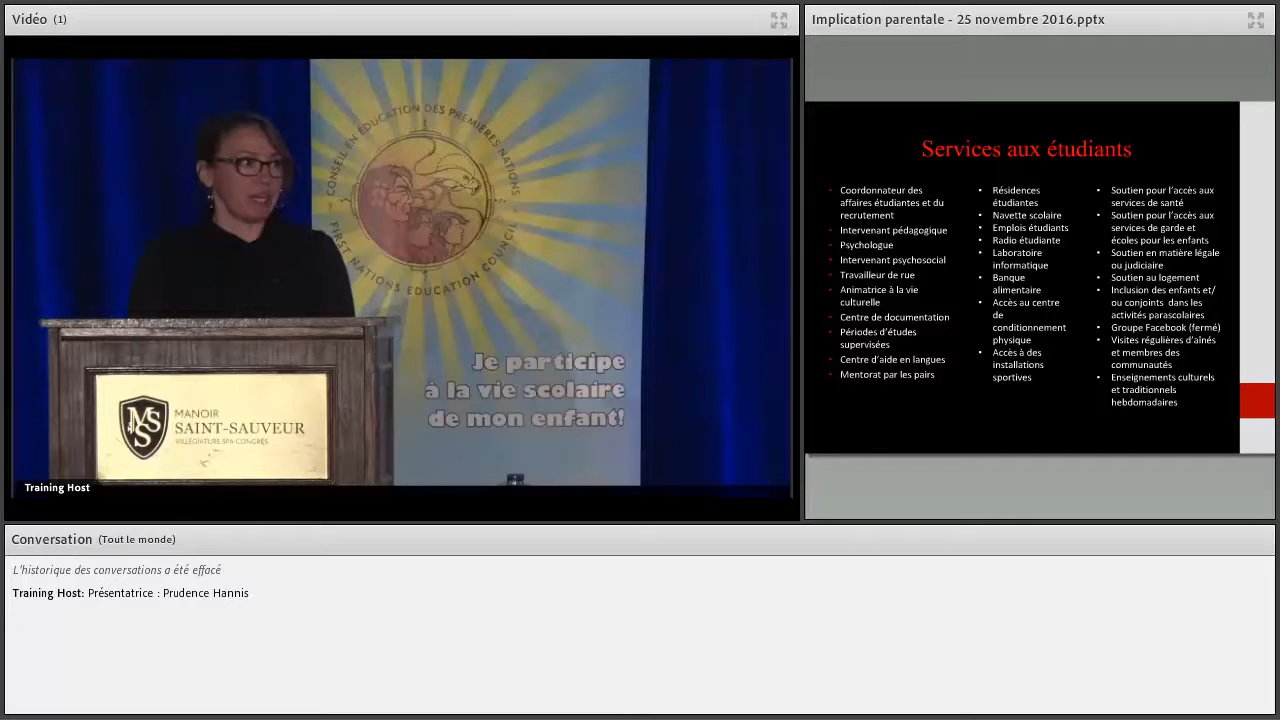 Vidéo (1)
CONSEIL EN ÉDUCATION DES PREMIÈRES NATIONS
FIRST NATIONS EDUCATION COUNCIL
Je participe
à la vie scolaire
de mon enfant!
MSS
MANOIR
SAINT-SAUVEUR
VILLÉGIATURE SPA CONGRÈS
Training Host
Implication parentale - 25 novembre 2016.pptx
Services aux étudiants
• Coordonnateur des
affaires étudiantes et du
recrutement
• Intervenant pédagogique
• Psychologue
• Intervenant psychosocial
• Travailleur de rue
• Animatrice à la vie
culturelle
• Centre de documentation
• Périodes d'études
supervisées
• Centre d'aide en langues
• Mentorat par les pairs
• Résidences
étudiantes
• Navette scolaire
• Emplois étudiants
• Radio étudiante
• Laboratoire
informatique
• Banque
alimentaire
• Accès au centre
de
conditionnement
physique
• Accès à des
installations
sportives
• Soutien pour l'accès aux
services de santé
• Soutien pour l'accès aux
services de garde et
écoles pour les enfants
• Soutien en matière légale
ou judiciaire
• Soutien au logement
• Inclusion des enfants et/
ou conjoints dans les
activités parascolaires
• Groupe Facebook (fermé)
• Visites régulières d'aînés
et membres des
communautés
• Enseignements culturels
et traditionnels
hebdomadaires
Conversation (Tout le monde)
L'historique des conversations a été effacé
Training Host: Présentatrice : Prudence Hannis